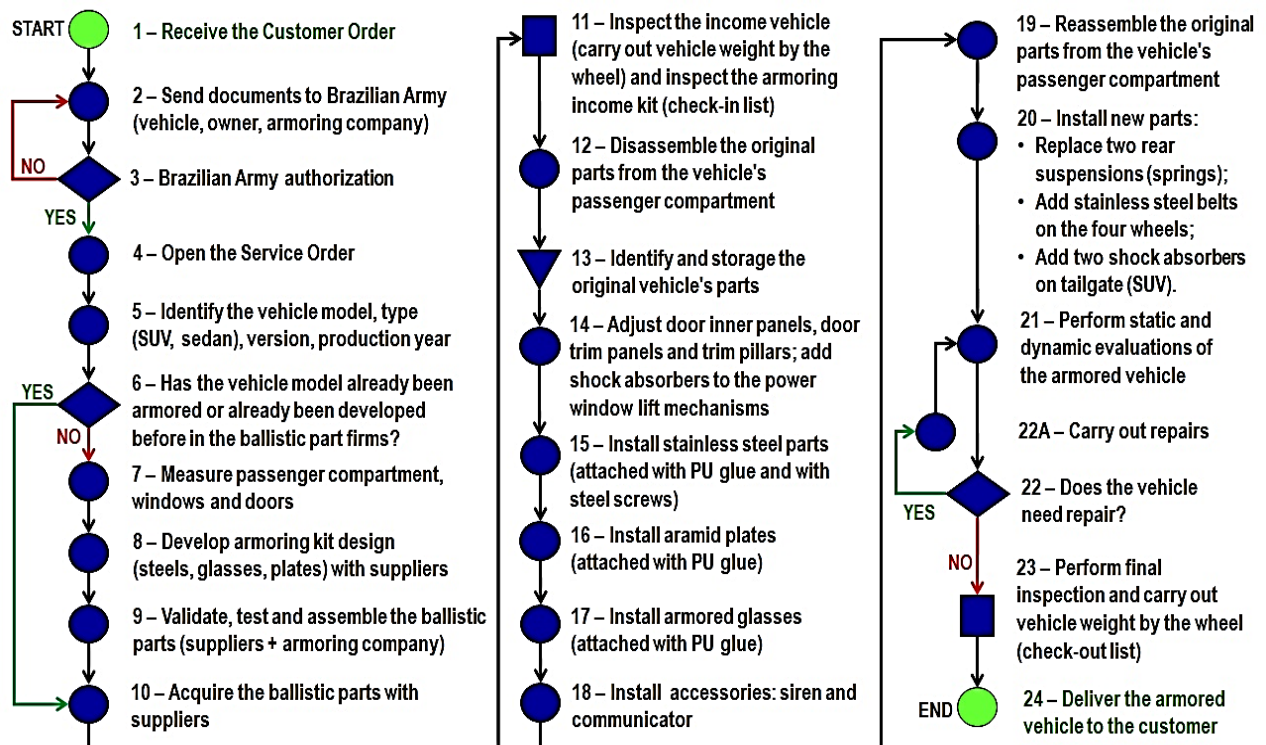 START
1 – Receive the Customer Order
2 – Send documents to Brazilian Army
(vehicle, owner, armoring company)
NO
3 – Brazilian Army authorization
YES
4 – Open the Service Order
5 – Identify the vehicle model, type
(SUV, sedan), version, production year
YES
6 – Has the vehicle model already been
armored or already been developed
before in the ballistic part firms?
NO
7 – Measure passenger compartment,
windows and doors
8 – Develop armoring kit design
(steels, glasses, plates) with suppliers
9 – Validate, test and assemble the ballistic
parts (suppliers + armoring company)
10 – Acquire the ballistic parts with
suppliers
11 – Inspect the income vehicle
(carry out vehicle weight by the
wheel) and inspect the armoring
income kit (check-in list)
12 – Disassemble the original
parts from the vehicle's
passenger compartment
13 – Identify and storage the
original vehicle's parts
14 – Adjust door inner panels, door
trim panels and trim pillars; add
shock absorbers to the power
window lift mechanisms
15 – Install stainless steel parts
(attached with PU glue and with
steel screws)
16 – Install aramid plates
(attached with PU glue)
17 – Install armored glasses
(attached with PU glue)
18 – Install accessories: siren and
communicator
19 – Reassemble the original
parts from the vehicle's
passenger compartment
20 – Install new parts:
• Replace two rear
suspensions (springs);
• Add stainless steel belts
on the four wheels;
• Add two shock absorbers
on tailgate (SUV).
21 – Perform static and
dynamic evaluations of
the armored vehicle
22A – Carry out repairs
22 – Does the vehicle
need repair?
YES
NO
23 – Perform final
inspection and carry out
vehicle weight by the wheel
(check-out list)
END
24 – Deliver the armored
vehicle to the customer